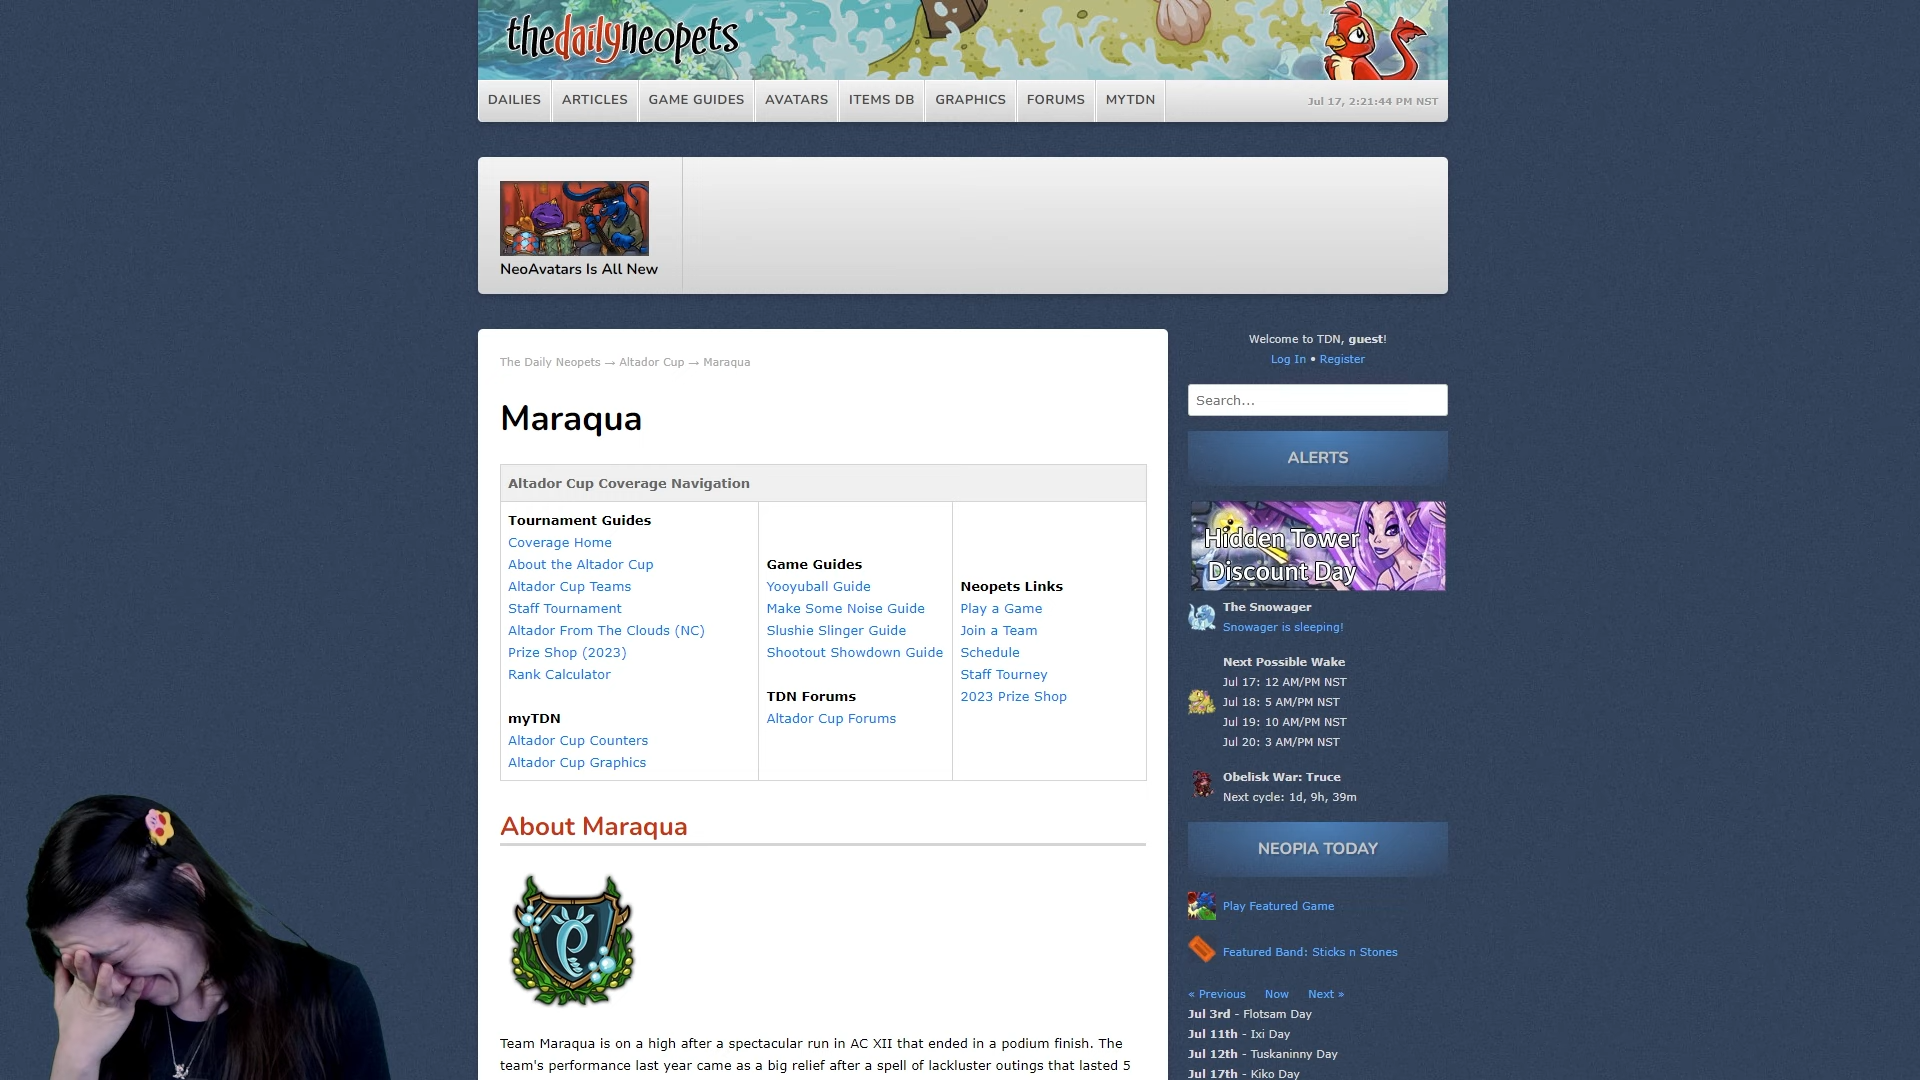 thedailyneopets
DAILIES
ARTICLES
GAME GUIDES
AVATARS
ITEMS DB
GRAPHICS
FORUMS
MYTDN
Jul 17, 2:21:44 PM NST
NeoAvatars Is All New
The Daily Neopets → Altador Cup → Maraqua
Maraqua
Altador Cup Coverage Navigation
Tournament Guides
Coverage Home
About the Altador Cup
Altador Cup Teams
Staff Tournament
Altador From The Clouds (NC)
Prize Shop (2023)
Rank Calculator
myTDN
Altador Cup Counters
Altador Cup Graphics
Game Guides
Yooyuball Guide
Make Some Noise Guide
Slushie Slinger Guide
Shootout Showdown Guide
TDN Forums
Altador Cup Forums
Neopets Links
Play a Game
Join a Team
Schedule
Staff Tourney
2023 Prize Shop
About Maraqua
Team Maraqua is on a high after a spectacular run in AC XII that ended in a podium finish. The
team's performance last year came as a big relief after a spell of lackluster outings that lasted 5
Welcome to TDN, guest!
Log In • Register
Search...
ALERTS
Hidden Tower
Discount Day
The Snowager
Snowager is sleeping!
Next Possible Wake
Jul 17: 12 AM/PM NST
Jul 18: 5 AM/PM NST
Jul 19: 10 AM/PM NST
Jul 20: 3 AM/PM NST
Obelisk War: Truce
Next cycle: 1d, 9h, 39m
NEOPIA TODAY
Play Featured Game
Featured Band: Sticks n Stones
« Previous Now Next »
Jul 3rd - Flotsam Day
Jul 11th - Ixi Day
Jul 12th - Tuskaninny Day
Jul 17th - Kiko Day